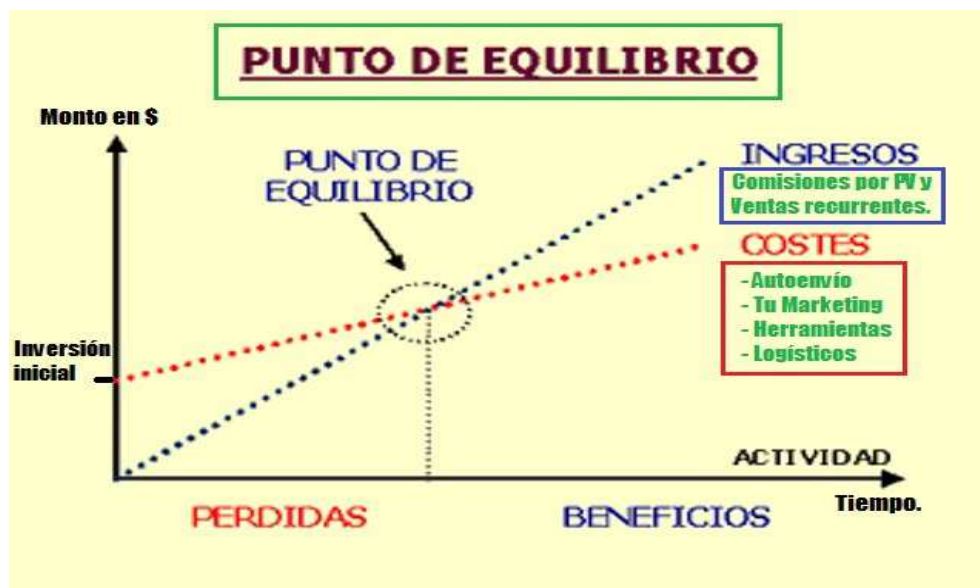 PUNTO DE EQUILIBRIO
Monto en $
PUNTO DE
EQUILIBRIO
INGRESOS
Comisiones por PV y
Ventas recurrentes.
COSTES
- Autoenvío
- Tu Marketing
- Herramientas
- Logísticos
Inversión
inicial
ACTIVIDAD
Tiempo.
PERDIDAS
BENEFICIOS